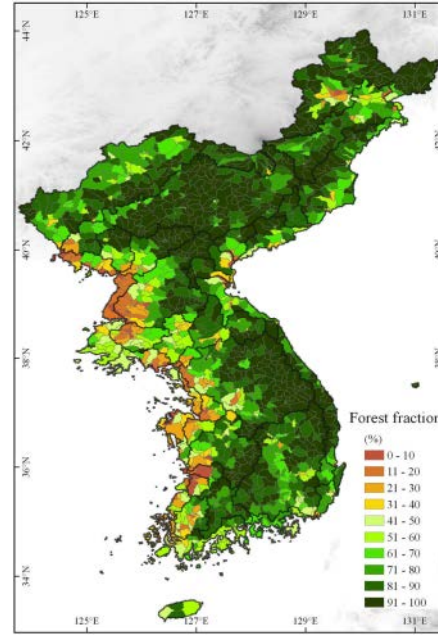 125°E 127°E 129°E 131°E
44°N
42°N
40°N
38°N
36°N
34°N
Forest fraction
(%)
0 - 10
11 - 20
21 - 30
31 - 40
41 - 50
51 - 60
61 - 70
71 - 80
81 - 90
91 - 100
125°E 127°E 129°E 131°E